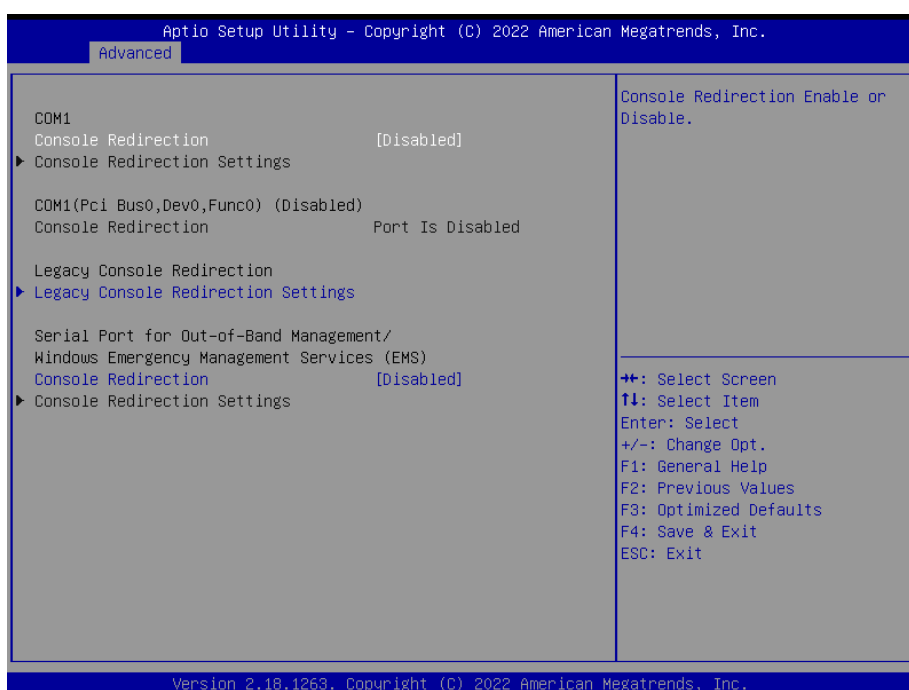 Aptio Setup Utility – Copyright (C) 2022 American Megatrends, Inc.
Advanced
COM1
Console Redirection [Disabled]
▶ Console Redirection Settings
COM1(Pci Bus0,Dev0,Func0) (Disabled)
Console Redirection Port Is Disabled
Legacy Console Redirection
▶ Legacy Console Redirection Settings
Serial Port for Out-of-Band Management/
Windows Emergency Management Services (EMS)
Console Redirection [Disabled]
▶ Console Redirection Settings
Console Redirection Enable or
Disable.
→←: Select Screen
↑↓: Select Item
Enter: Select
+/-: Change Opt.
F1: General Help
F2: Previous Values
F3: Optimized Defaults
F4: Save & Exit
ESC: Exit
Version 2.18.1263. Copyright (C) 2022 American Megatrends, Inc.